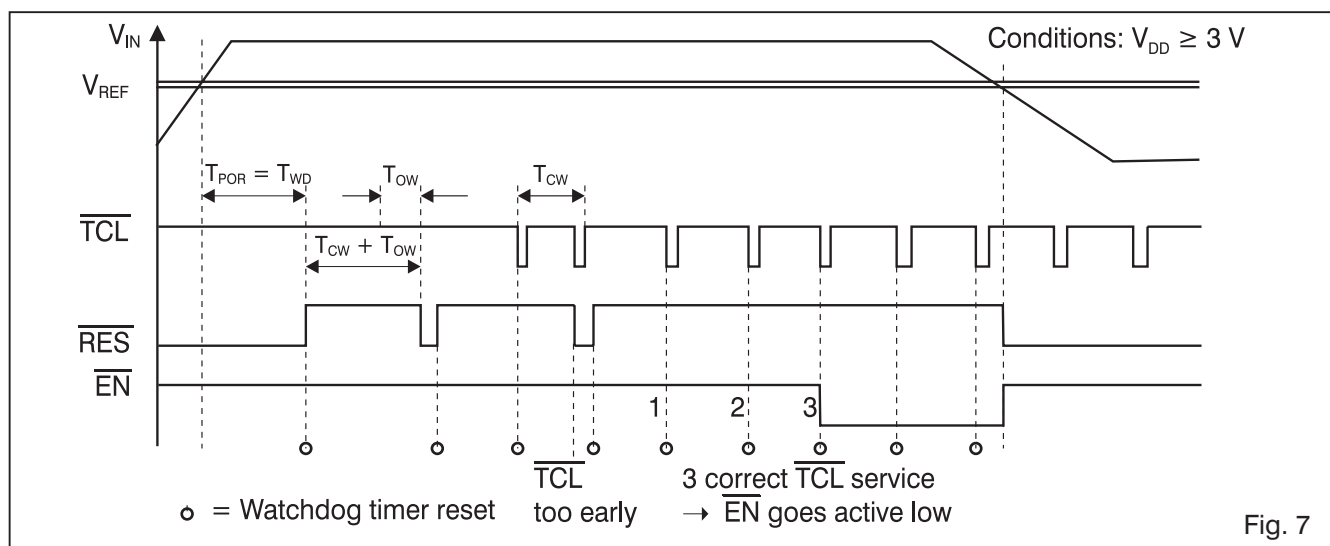 V_IN
Conditions: V_DD ≥ 3 V
V_REF
T_POR = T_WD
T_OW
T_CW
TCL
T_CW + T_OW
RES
EN
1 2 3
TCL 3 correct TCL service
= Watchdog timer reset too early → EN goes active low
Fig. 7